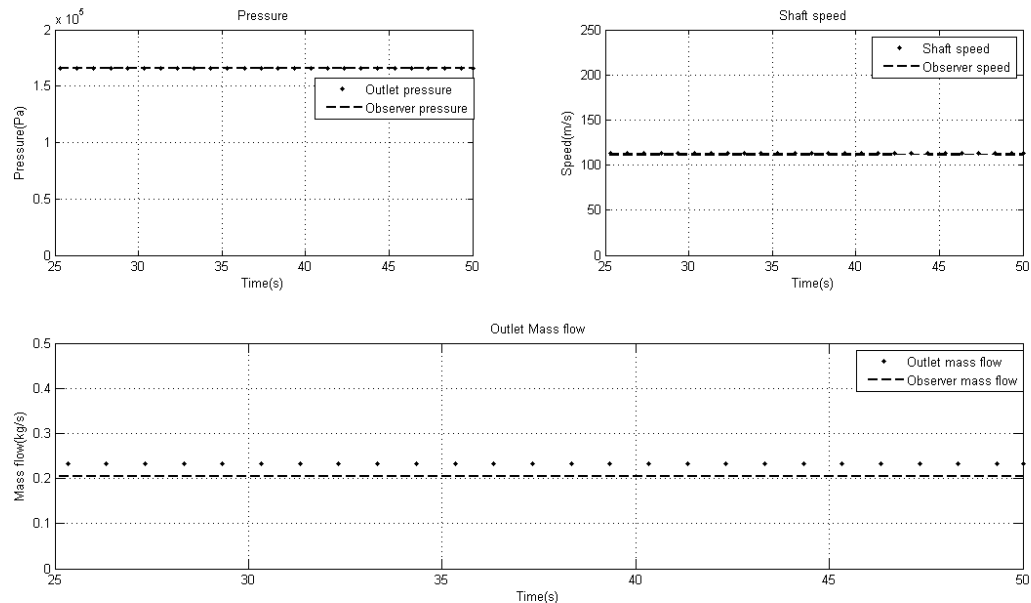 Pressure
x 10⁵
2
1.5
1
0.5
0
Pressure(Pa)
Outlet pressure
Observer pressure
25 30 35 40 45 50
Time(s)
Shaft speed
250
200
150
100
50
0
Speed(m/s)
Shaft speed
Observer speed
25 30 35 40 45 50
Time(s)
Outlet Mass flow
0.5
0.4
0.3
0.2
0.1
0
Mass flow(kg/s)
Outlet mass flow
Observer mass flow
25 30 35 40 45 50
Time(s)